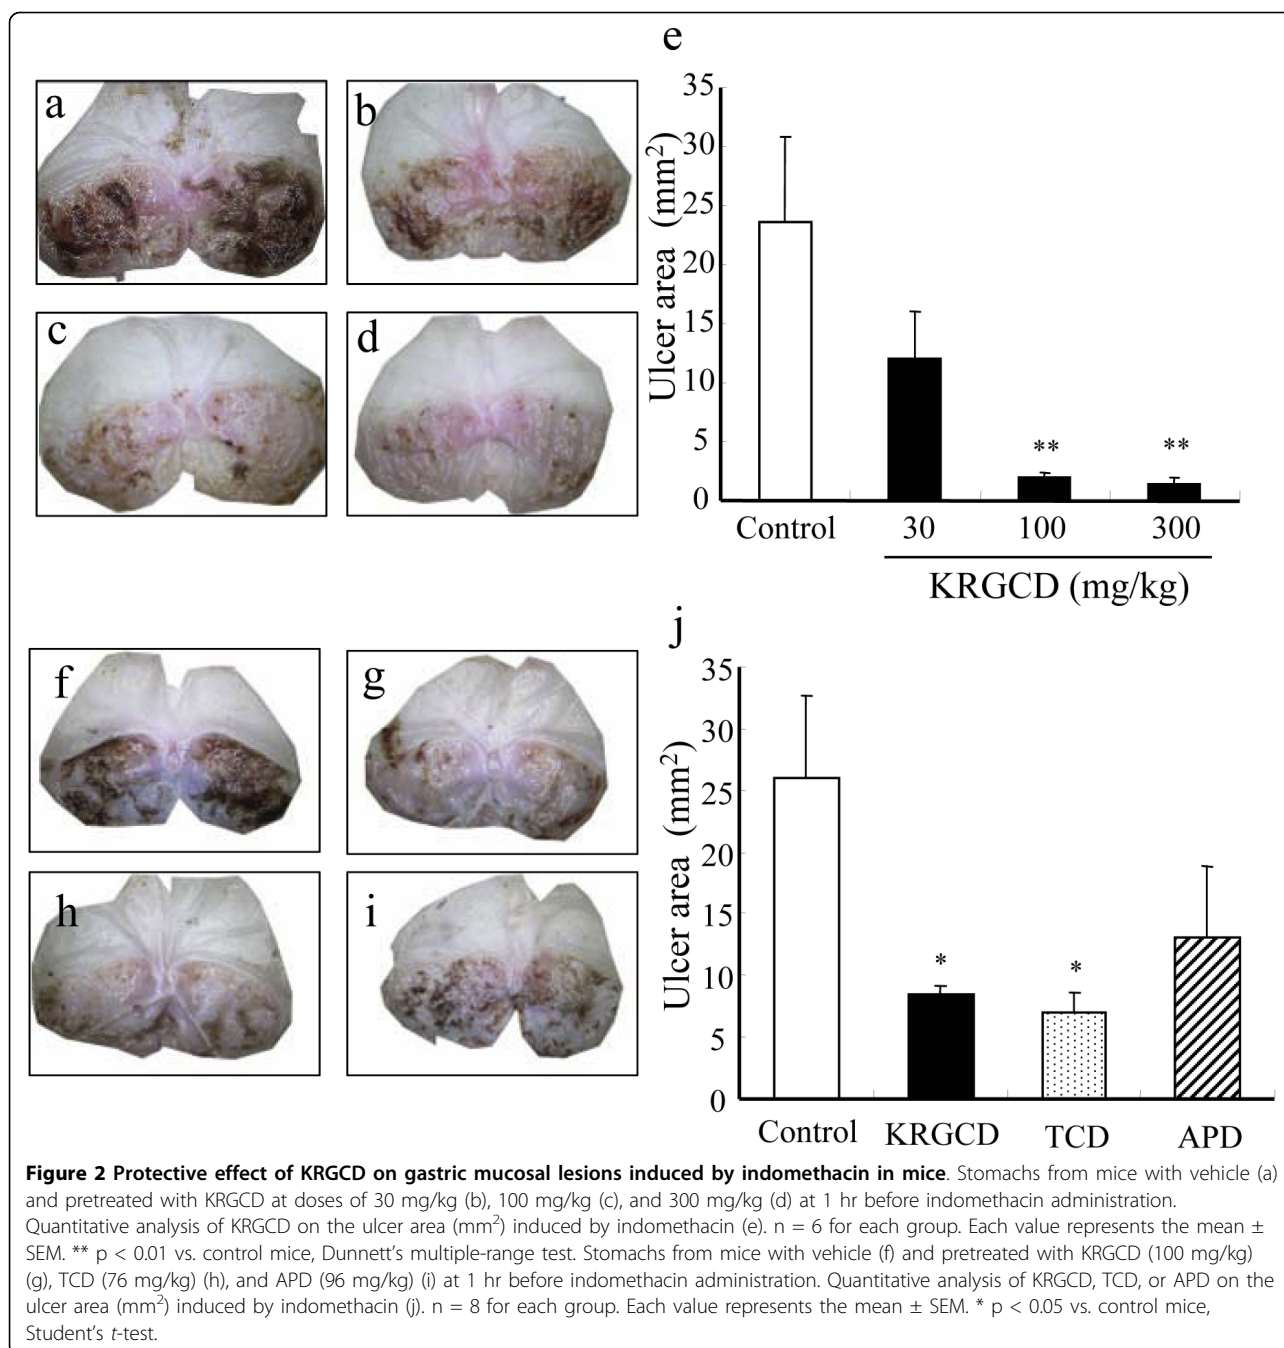 a
b
c
d
e
35
30
25
20
15
10
5
0
Ulcer area (mm²)
** **
Control 30 100 300
KRGCD (mg/kg)
f
g
h
i
j
35
30
25
20
15
10
5
0
Ulcer area (mm²)
* *
Control KRGCD TCD APD
Figure 2 Protective effect of KRGCD on gastric mucosal lesions induced by indomethacin in mice. Stomachs from mice with vehicle (a)
and pretreated with KRGCD at doses of 30 mg/kg (b), 100 mg/kg (c), and 300 mg/kg (d) at 1 hr before indomethacin administration.
Quantitative analysis of KRGCD on the ulcer area (mm²) induced by indomethacin (e). n = 6 for each group. Each value represents the mean ±
SEM. ** p < 0.01 vs. control mice, Dunnett's multiple-range test. Stomachs from mice with vehicle (f) and pretreated with KRGCD (100 mg/kg)
(g), TCD (76 mg/kg) (h), and APD (96 mg/kg) (i) at 1 hr before indomethacin administration. Quantitative analysis of KRGCD, TCD, or APD on the
ulcer area (mm²) induced by indomethacin (j). n = 8 for each group. Each value represents the mean ± SEM. * p < 0.05 vs. control mice,
Student's t-test.